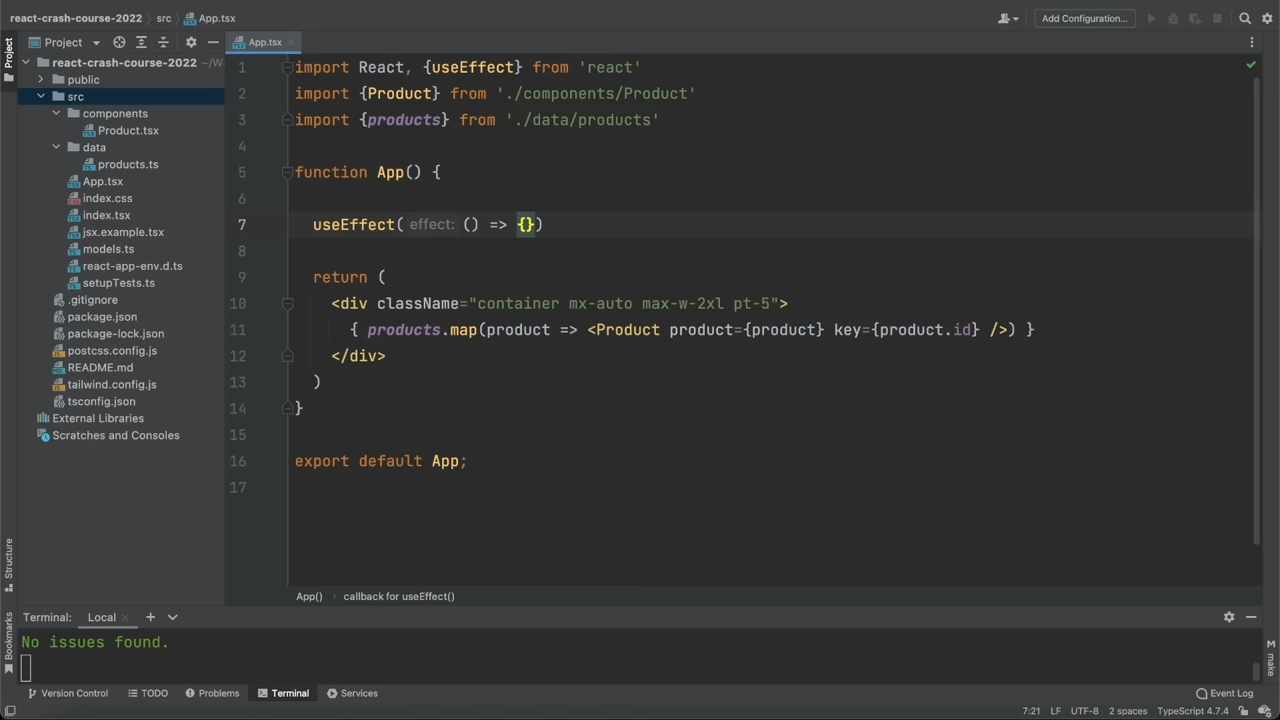 react-crash-course-2022 › src › App.tsx
Add Configuration...
Project
App.tsx
Project
react-crash-course-2022 ~/W
public
src
components
Product.tsx
data
products.ts
App.tsx
index.css
index.tsx
jsx.example.tsx
models.ts
react-app-env.d.ts
setupTests.ts
.gitignore
package.json
package-lock.json
postcss.config.js
README.md
tailwind.config.js
tsconfig.json
External Libraries
Scratches and Consoles
1 import React, {useEffect} from 'react'
2 import {Product} from './components/Product'
3 import {products} from './data/products'
4
5 function App() {
6
7 useEffect( effect: () => {})
8
9 return (
10 <div className="container mx-auto max-w-2xl pt-5">
11 { products.map(product => <Product product={product} key={product.id} />) }
12 </div>
13 )
14 }
15
16 export default App;
17
App() › callback for useEffect()
Structure
Bookmarks
Terminal: Local
No issues found.
M make
Version Control TODO Problems Terminal Services Event Log
7:21 LF UTF-8 2 spaces TypeScript 4.7.4